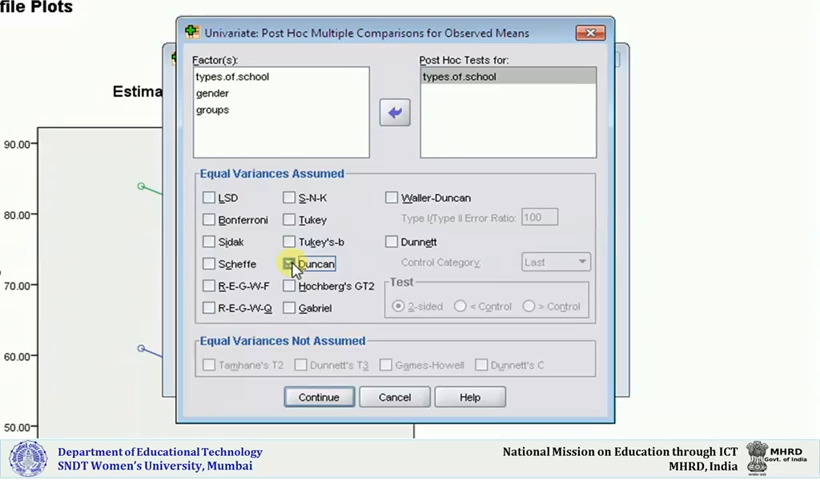 file Plots
Univariate: Post Hoc Multiple Comparisons for Observed Means
Factor(s):
Post Hoc Tests for:
types.of.school
gender
groups
types.of.school
Estima
90.00
80.00
70.00
60.00
50.00
Equal Variances Assumed
LSD
S-N-K
Waller-Duncan
Bonferroni
Tukey
Type I/Type II Error Ratio:
100
Sidak
Tukey's-b
Dunnett
Scheffe
Duncan
Control Category:
Last
R-E-G-W-F
Hochberg's GT2
Test
R-E-G-W-Q
Gabriel
2-sided
< Control
> Control
Equal Variances Not Assumed
Tamhane's T2
Dunnett's T3
Games-Howell
Dunnett's C
Continue
Cancel
Help
Department of Educational Technology
SNDT Women's University, Mumbai
National Mission on Education through ICT
MHRD, India
MHRD
Govt. of India